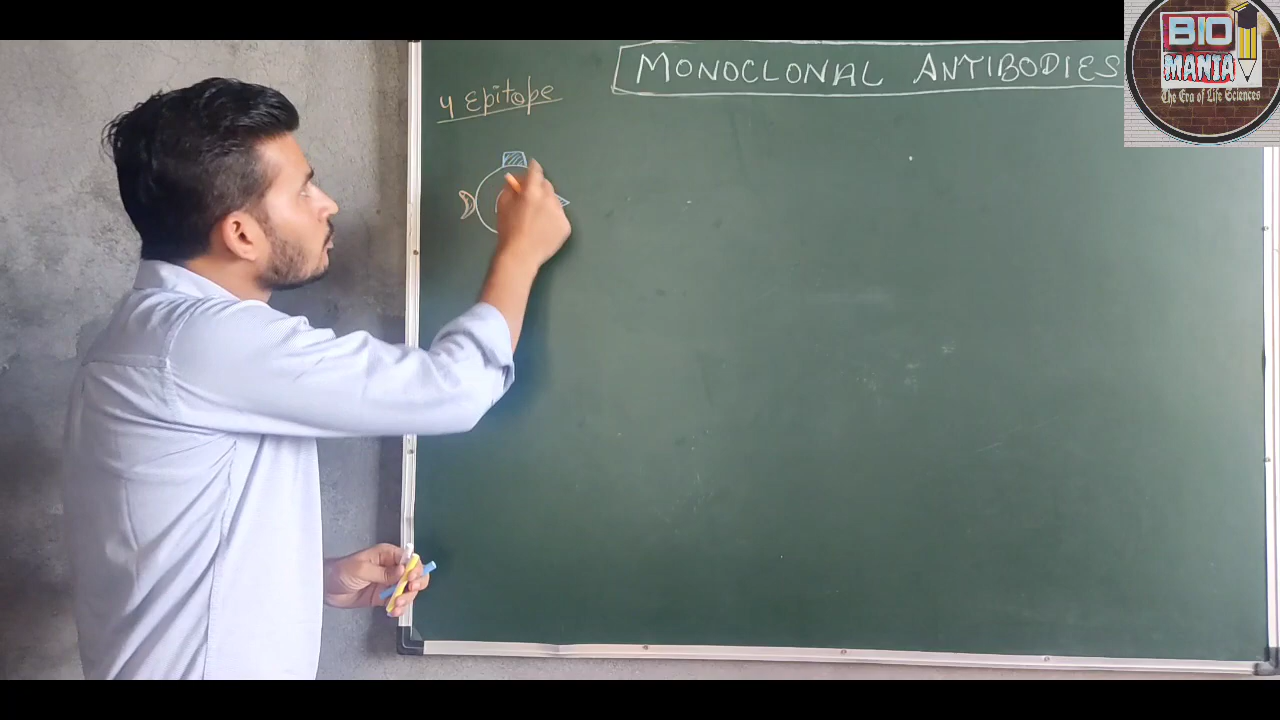 MONOCLONAL ANTIBODIES
4 Epitope
BIO
MANIA
The Era of Life Sciences